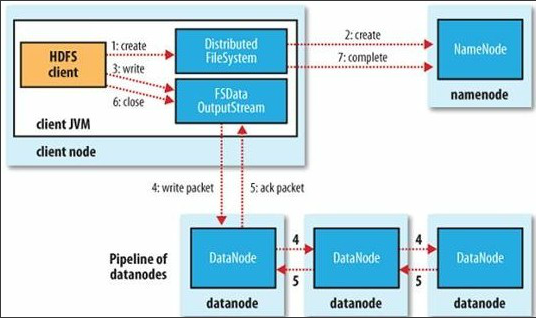 1: create
2: create
HDFS
client
Distributed
FileSystem
NameNode
3: write
7: complete
6: close
FSData
OutputStream
namenode
client JVM
client node
4: write packet
5: ack packet
Pipeline of
datanodes
DataNode
4
DataNode
4
DataNode
5
5
datanode
datanode
datanode